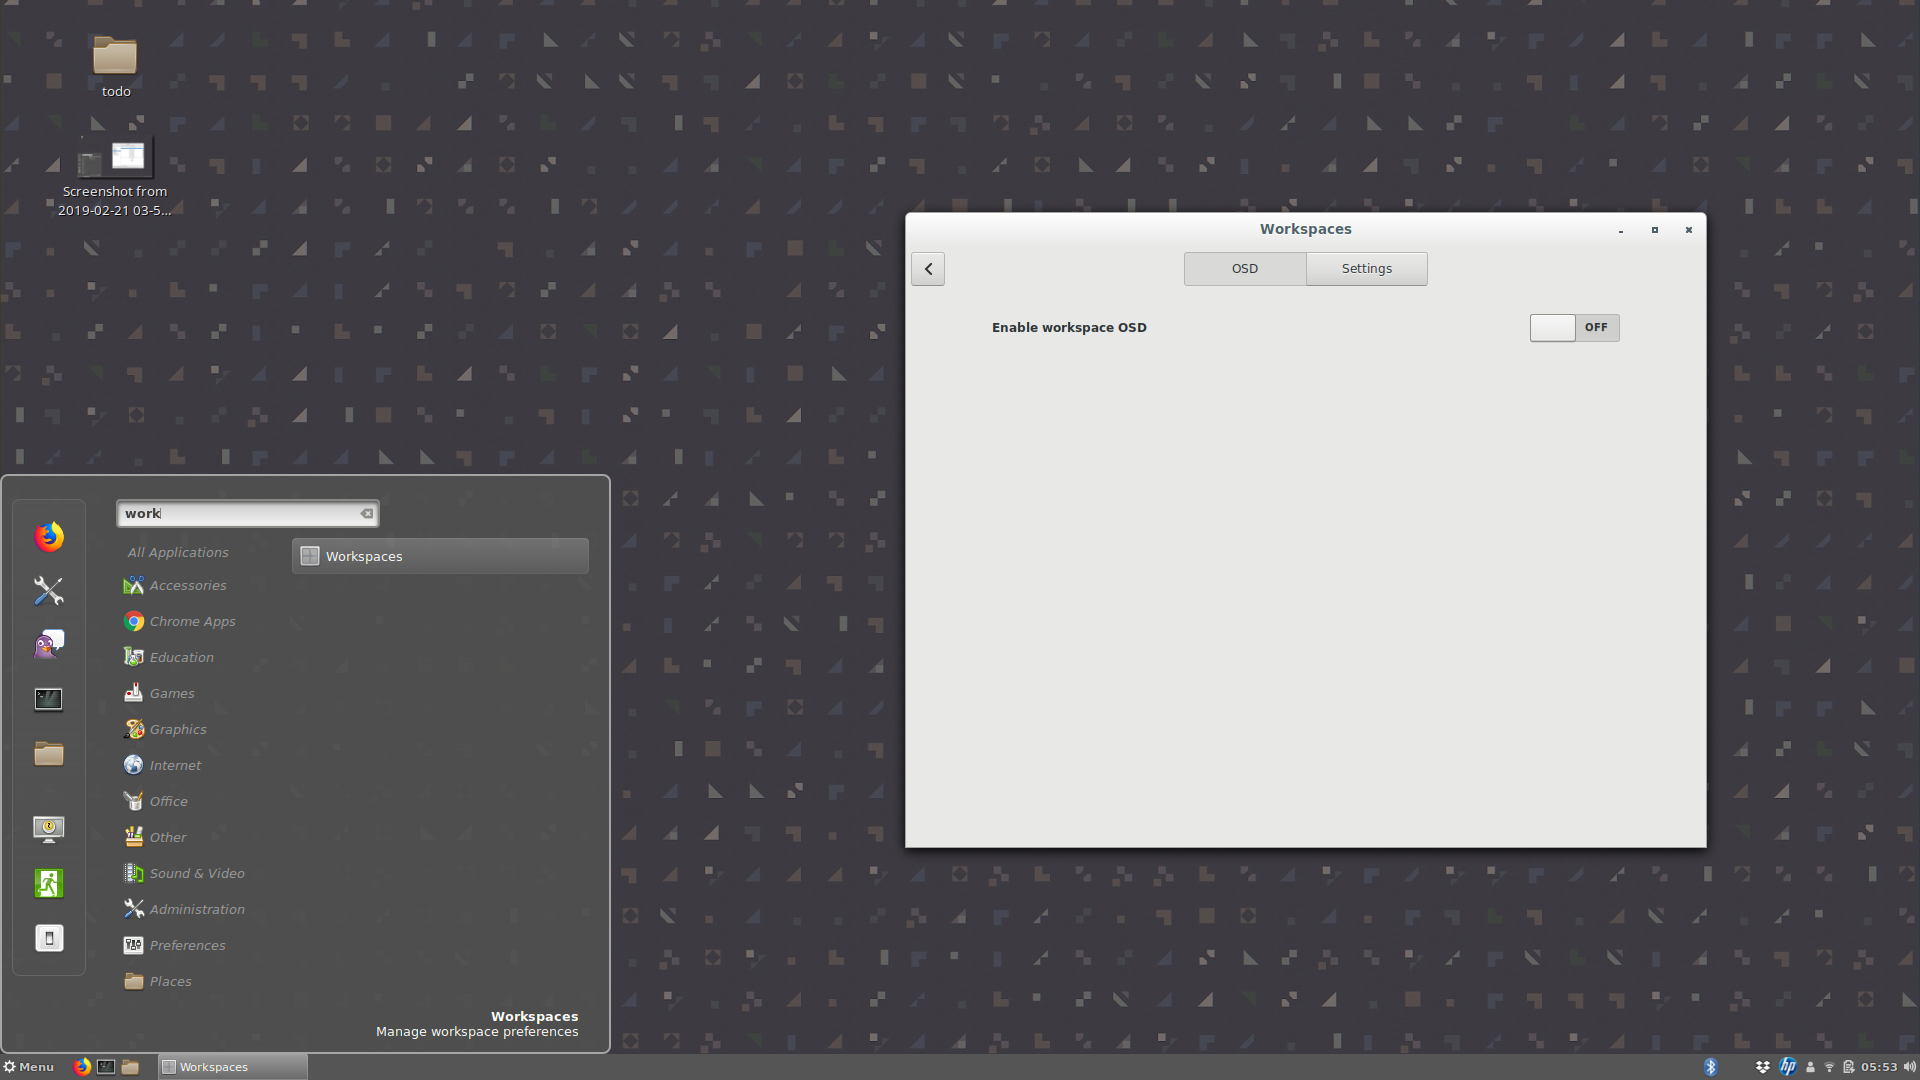 todo
Screenshot from
2019-02-21 03-5...
Workspaces
OSD
Settings
Enable workspace OSD
OFF
work
All Applications
Workspaces
Accessories
Chrome Apps
Education
Games
Graphics
Internet
Office
Other
Sound & Video
Administration
Preferences
Places
Workspaces
Manage workspace preferences
Menu
Workspaces
hp
05:53